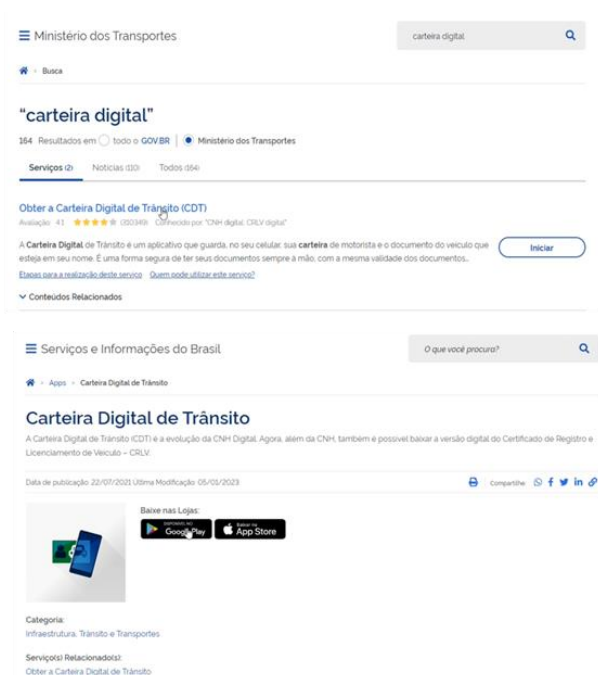 Ministério dos Transportes
carteira digital
Busca
“carteira digital”
164 Resultados em todo o GOV.BR | Ministério dos Transportes
Serviços (2) Notícias (110) Todos (164)
Obter a Carteira Digital de Trânsito (CDT)
Avaliação: 4.1 (350349) Conhecido por: "CNH digital, CRLV digital"
A Carteira Digital de Trânsito é um aplicativo que guarda, no seu celular, sua carteira de motorista e o documento do veículo que
esteja em seu nome. É uma forma segura de ter seus documentos sempre à mão, com a mesma validade dos documentos...
Iniciar
Etapas para a realização deste serviço Quem pode utilizar este serviço?
Conteúdos Relacionados
Serviços e Informações do Brasil
O que você procura?
Apps Carteira Digital de Trânsito
Carteira Digital de Trânsito
A Carteira Digital de Trânsito (CDT) é a evolução da CNH Digital. Agora, além da CNH, também é possível baixar a versão digital do Certificado de Registro e
Licenciamento de Veículo – CRLV.
Data de publicação: 22/07/2021 Última Modificação: 05/01/2023
Compartilhe:
Baixe nas Lojas:
DISPONÍVEL NO
Google Play
Baixar na
App Store
Categoria:
Infraestrutura, Trânsito e Transportes
Serviço(s) Relacionado(s):
Obter a Carteira Digital de Trânsito